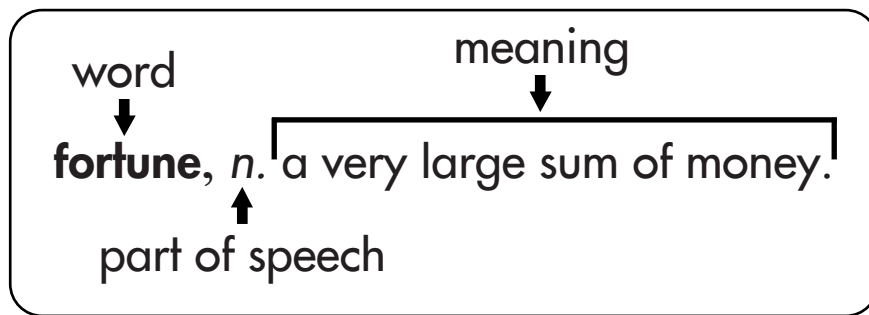 meaning
word
fortune, n. a very large sum of money.
part of speech